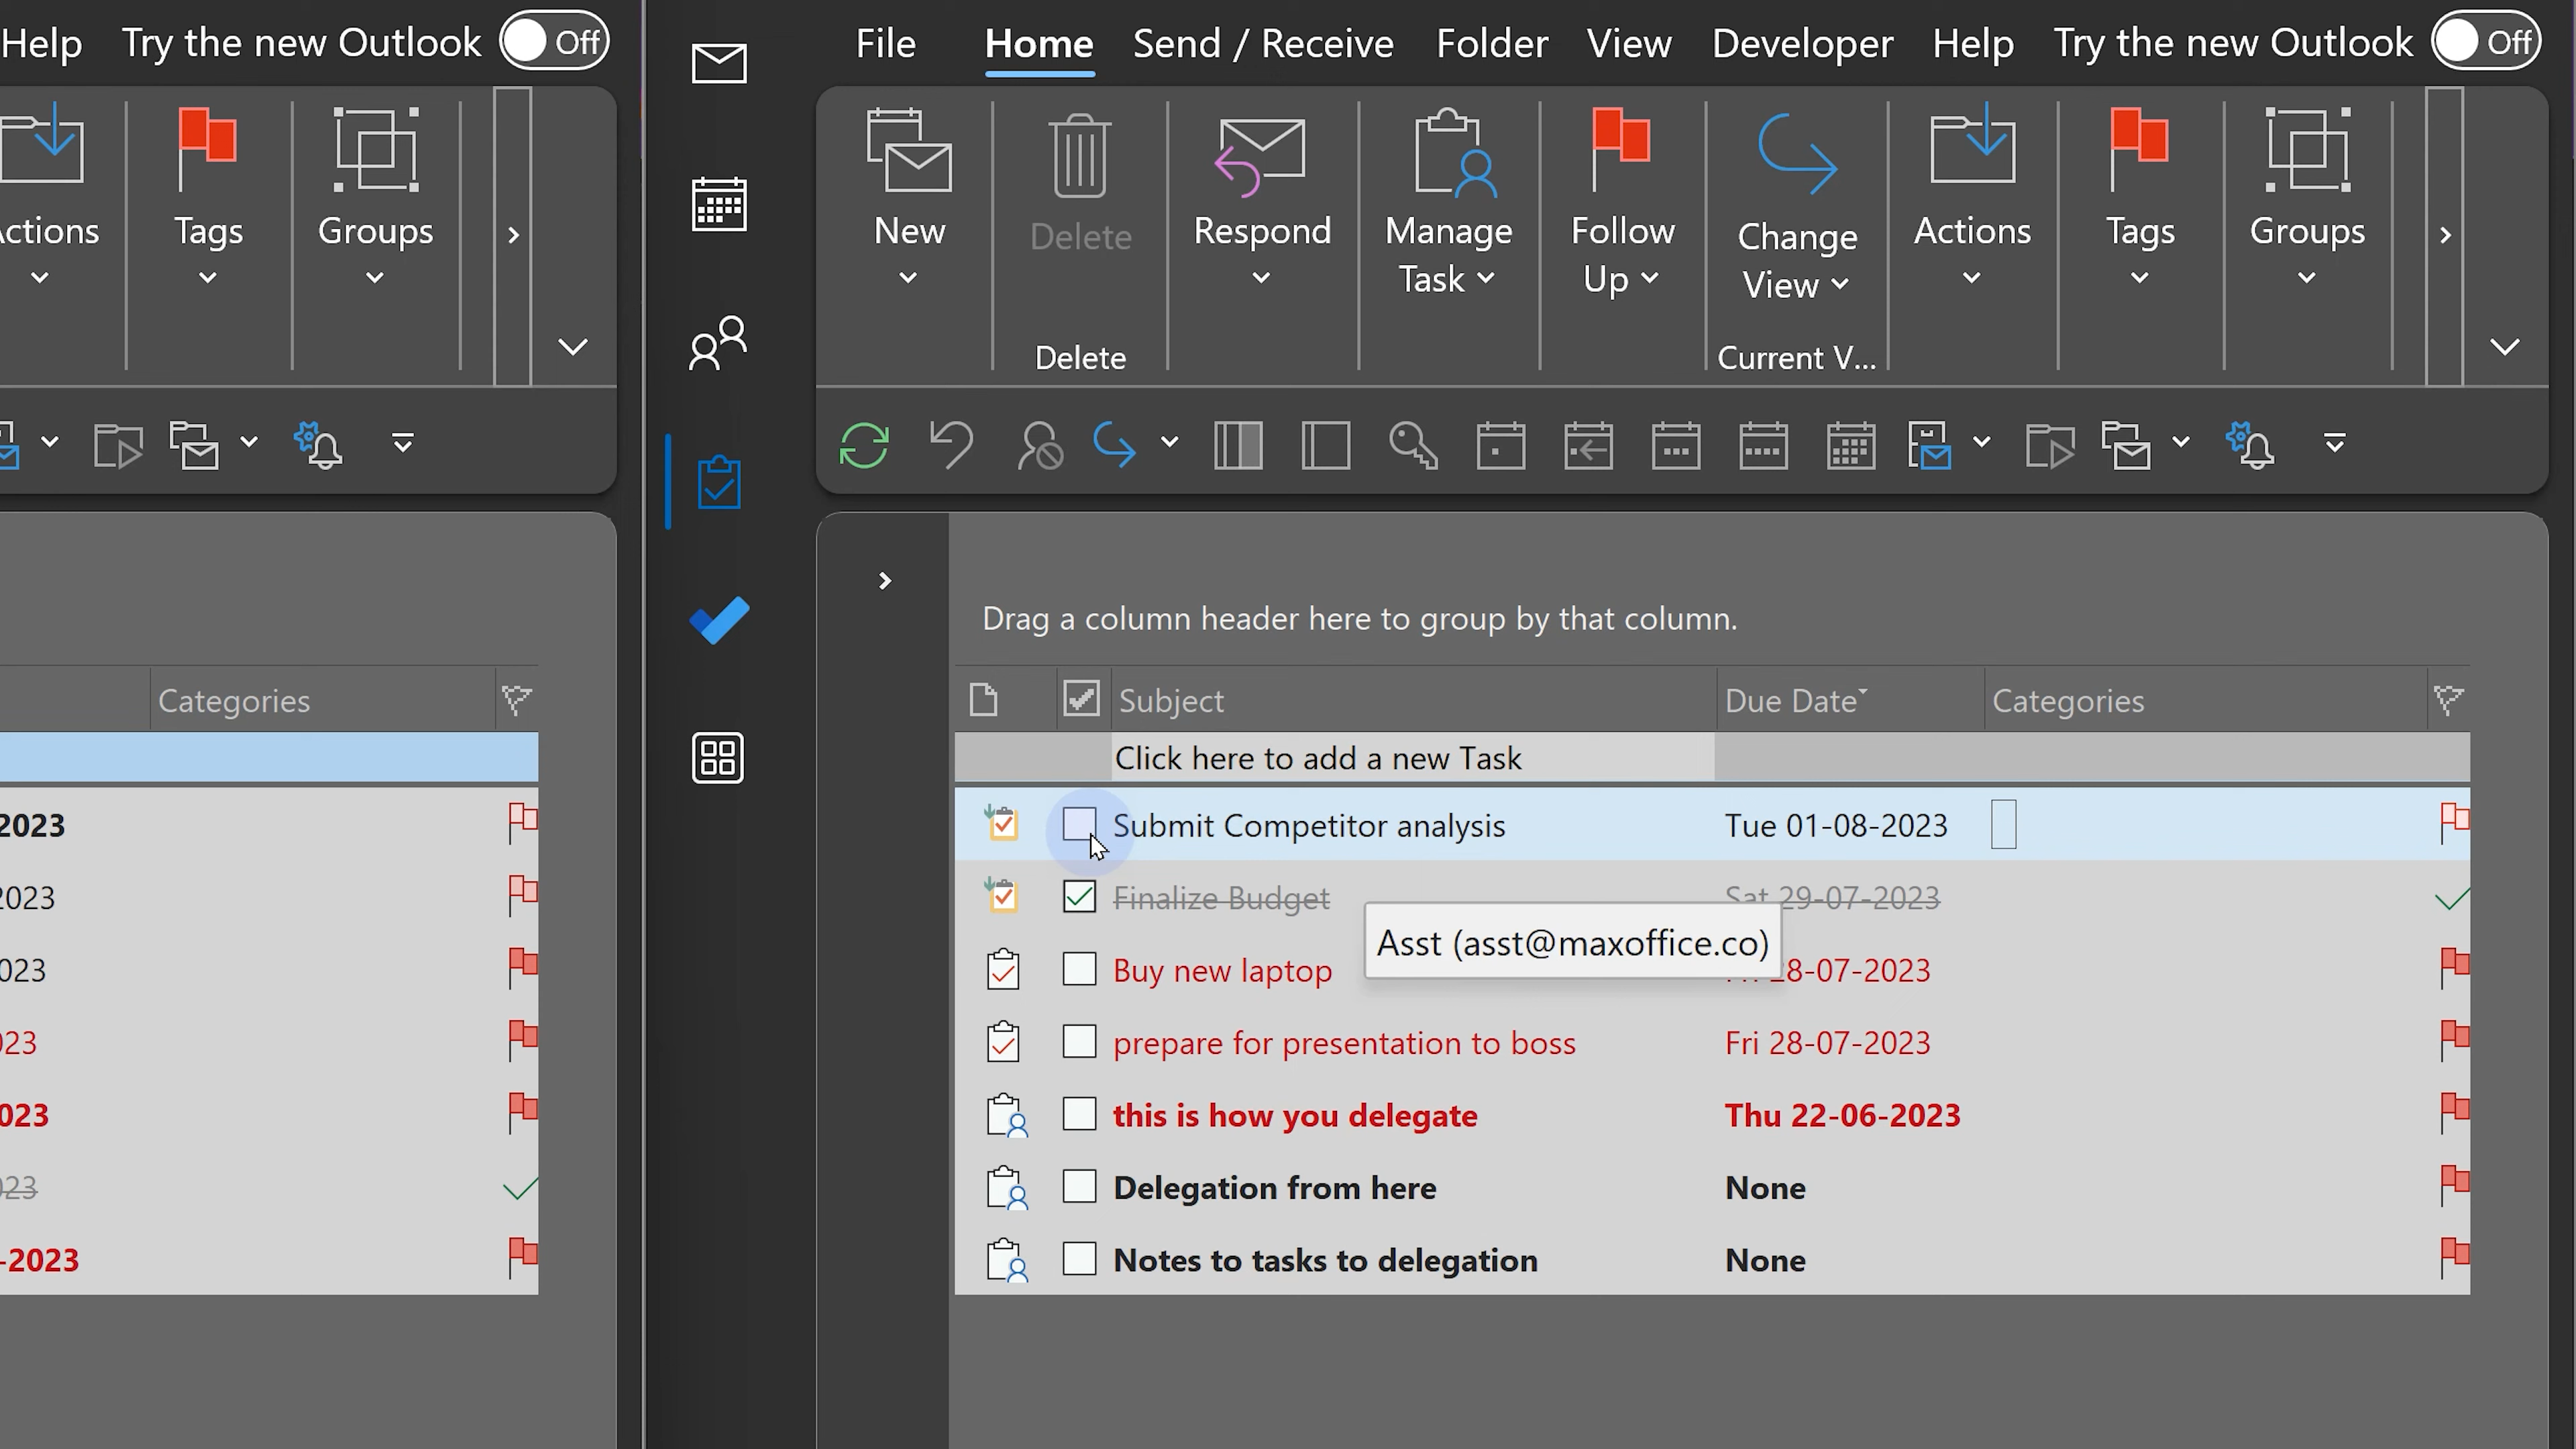 Help Try the new Outlook Off
Actions
Tags
Groups
Categories
2023
2023
023
023
023
023
-2023
File Home Send / Receive Folder View Developer Help Try the new Outlook Off
New
Delete
Respond
Manage
Task
Follow
Up
Change
View
Actions
Tags
Groups
Delete
Current V...
Drag a column header here to group by that column.
Subject Due Date Categories
Click here to add a new Task
Submit Competitor analysis Tue 01-08-2023
Finalize Budget Sat 29-07-2023
Asst (asst@maxoffice.co)
Buy new laptop 8-07-2023
prepare for presentation to boss Fri 28-07-2023
this is how you delegate Thu 22-06-2023
Delegation from here None
Notes to tasks to delegation None